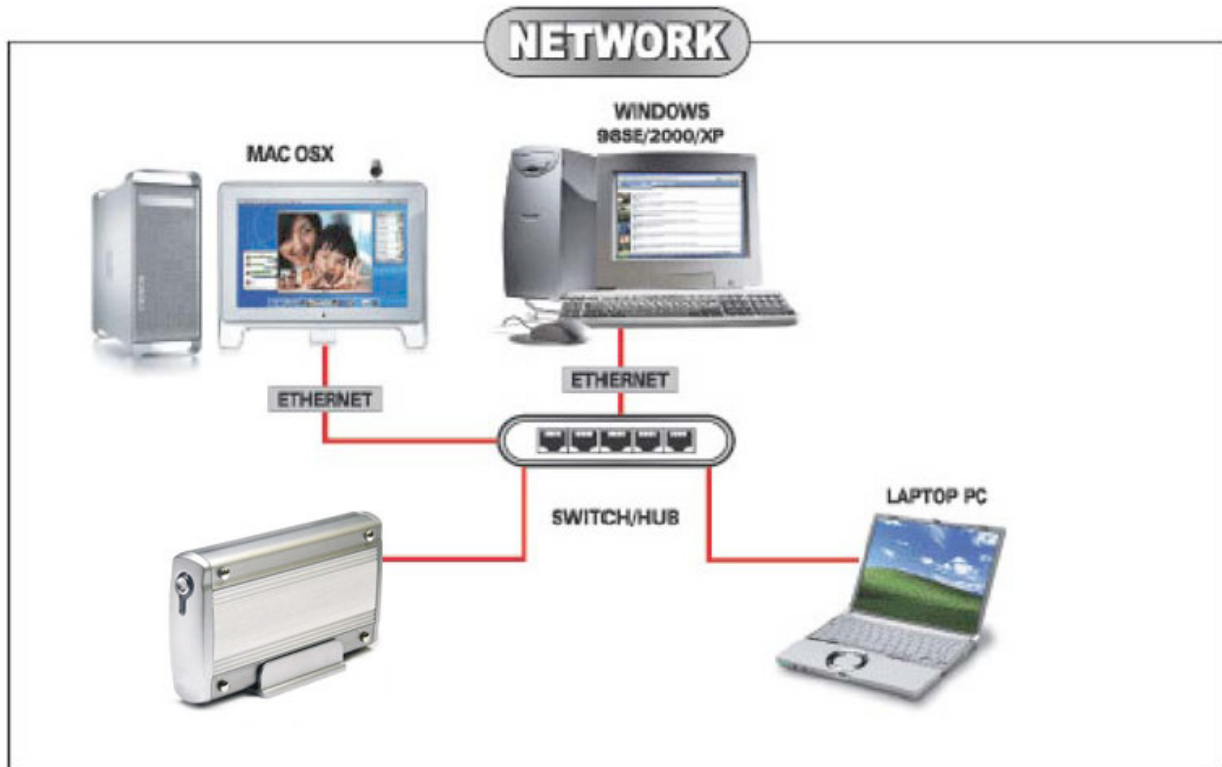 NETWORK
WINDOWS
98SE/2000/XP
MAC OSX
ETHERNET
ETHERNET
SWITCH/HUB
LAPTOP PC